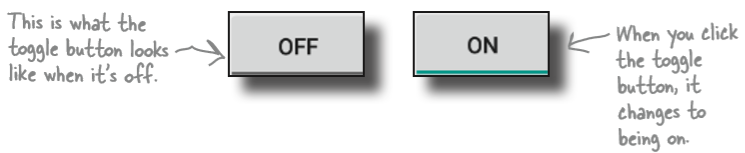 This is what the
toggle button looks
like when it's off.
OFF
ON
When you click
the toggle
button, it
changes to
being on.